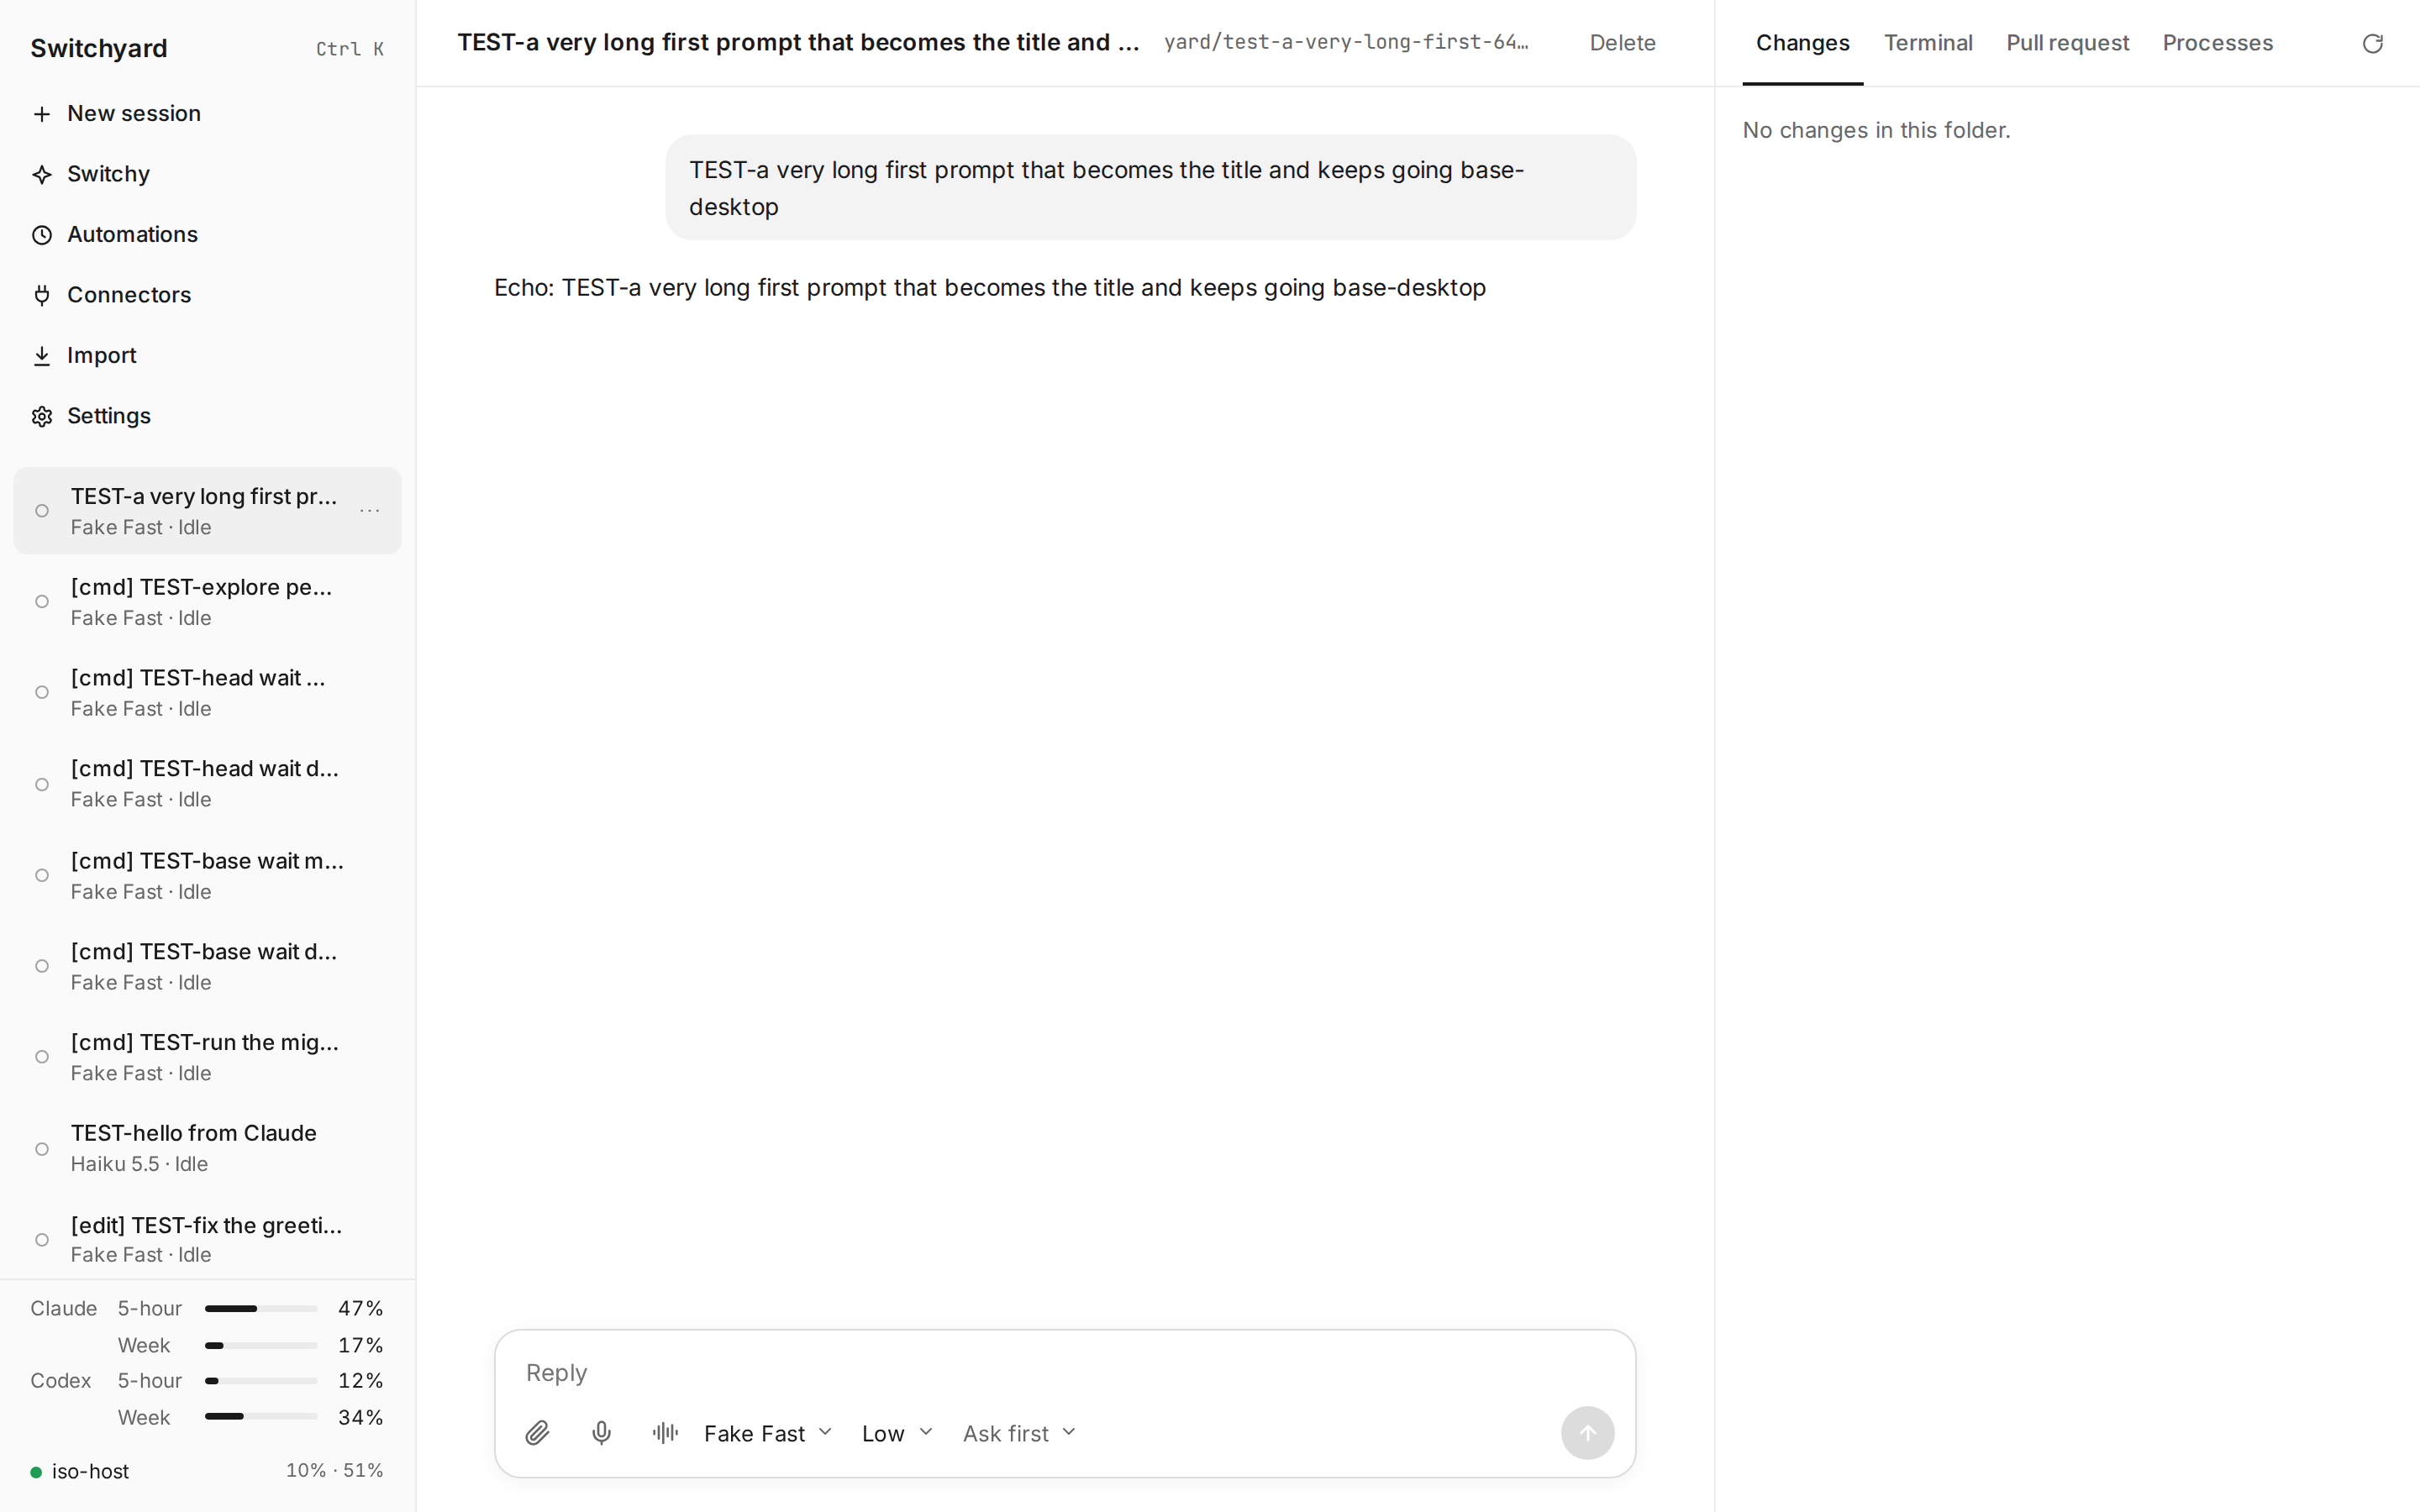 Switchyard
Ctrl K
New session
Switchy
Automations
Connectors
Import
Settings
TEST-a very long first pr...
Fake Fast · Idle
[cmd] TEST-explore pe...
Fake Fast · Idle
[cmd] TEST-head wait ...
Fake Fast · Idle
[cmd] TEST-head wait d...
Fake Fast · Idle
[cmd] TEST-base wait m...
Fake Fast · Idle
[cmd] TEST-base wait d...
Fake Fast · Idle
[cmd] TEST-run the mig...
Fake Fast · Idle
TEST-hello from Claude
Haiku 5.5 · Idle
[edit] TEST-fix the greeti...
Fake Fast · Idle
Claude 5-hour 47%
Week 17%
Codex 5-hour 12%
Week 34%
iso-host 10% · 51%
TEST-a very long first prompt that becomes the title and ... yard/test-a-very-long-first-64… Delete
TEST-a very long first prompt that becomes the title and keeps going base-
desktop
Echo: TEST-a very long first prompt that becomes the title and keeps going base-desktop
Reply
Fake Fast Low Ask first
Changes Terminal Pull request Processes
No changes in this folder.